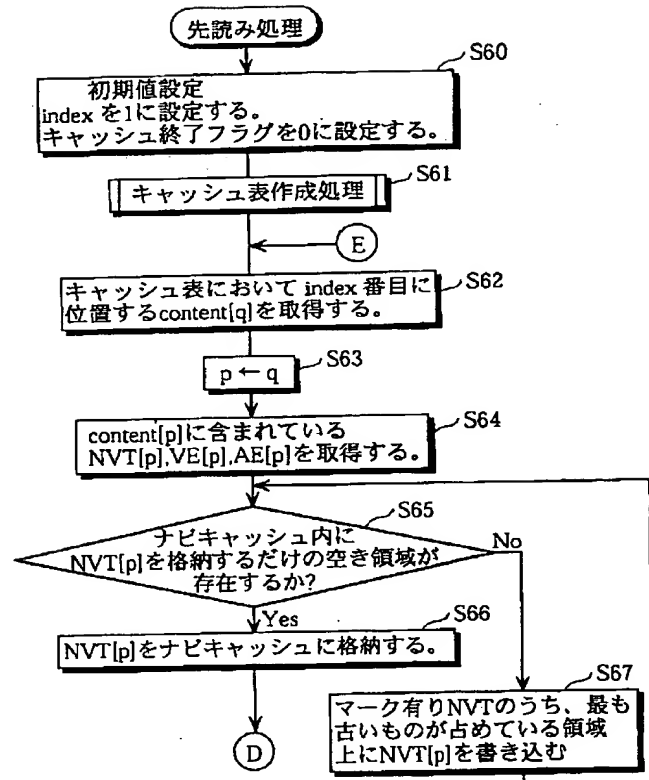 先読み処理
S60
初期値設定
index を1に設定する。
キャッシュ終了フラグを0に設定する。
S61
キャッシュ表作成処理
E
S62
キャッシュ表において index 番目に
位置するcontent[q]を取得する。
S63
p ← q
S64
content[p]に含まれている
NVT[p],VE[p],AE[p]を取得する。
S65
ナビキャッシュ内に
NVT[p]を格納するだけの空き領域が
存在するか?
No
Yes
S66
NVT[p]をナビキャッシュに格納する。
S67
マーク有りNVTのうち、最も
古いものが占めている領域
上にNVT[p]を書き込む
D